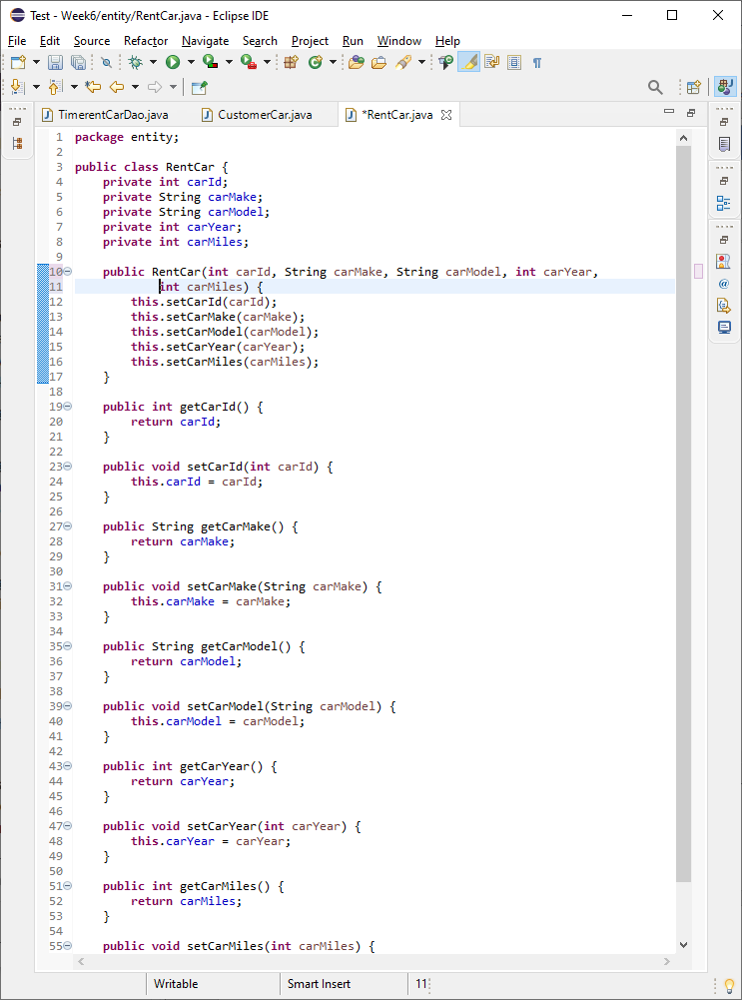 Test - Week6/entity/RentCar.java - Eclipse IDE
File Edit Source Refactor Navigate Search Project Run Window Help
TimerentCarDao.java CustomerCar.java *RentCar.java
1 package entity;
2
3 public class RentCar {
4 private int carId;
5 private String carMake;
6 private String carModel;
7 private int carYear;
8 private int carMiles;
9
10 public RentCar(int carId, String carMake, String carModel, int carYear,
11 int carMiles) {
12 this.setCarId(carId);
13 this.setCarMake(carMake);
14 this.setCarModel(carModel);
15 this.setCarYear(carYear);
16 this.setCarMiles(carMiles);
17 }
18
19 public int getCarId() {
20 return carId;
21 }
22
23 public void setCarId(int carId) {
24 this.carId = carId;
25 }
26
27 public String getCarMake() {
28 return carMake;
29 }
30
31 public void setCarMake(String carMake) {
32 this.carMake = carMake;
33 }
34
35 public String getCarModel() {
36 return carModel;
37 }
38
39 public void setCarModel(String carModel) {
40 this.carModel = carModel;
41 }
42
43 public int getCarYear() {
44 return carYear;
45 }
46
47 public void setCarYear(int carYear) {
48 this.carYear = carYear;
49 }
50
51 public int getCarMiles() {
52 return carMiles;
53 }
54
55 public void setCarMiles(int carMiles) {
Writable Smart Insert 11